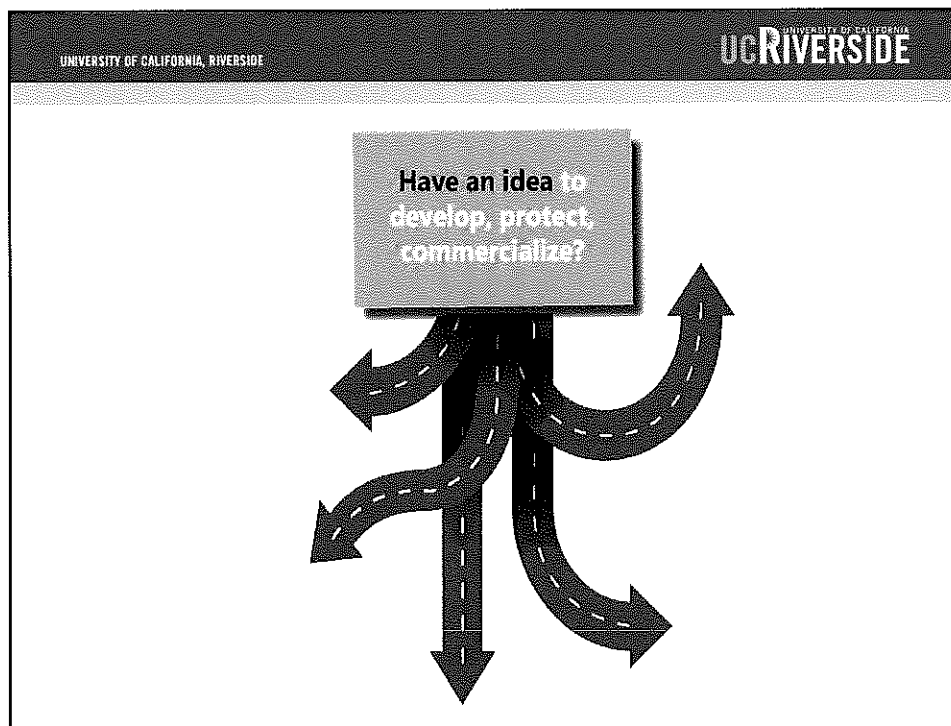 UNIVERSITY OF CALIFORNIA, RIVERSIDE
UNIVERSITY OF CALIFORNIA
UCRIVERSIDE
Have an idea to
develop, protect,
commercialize?